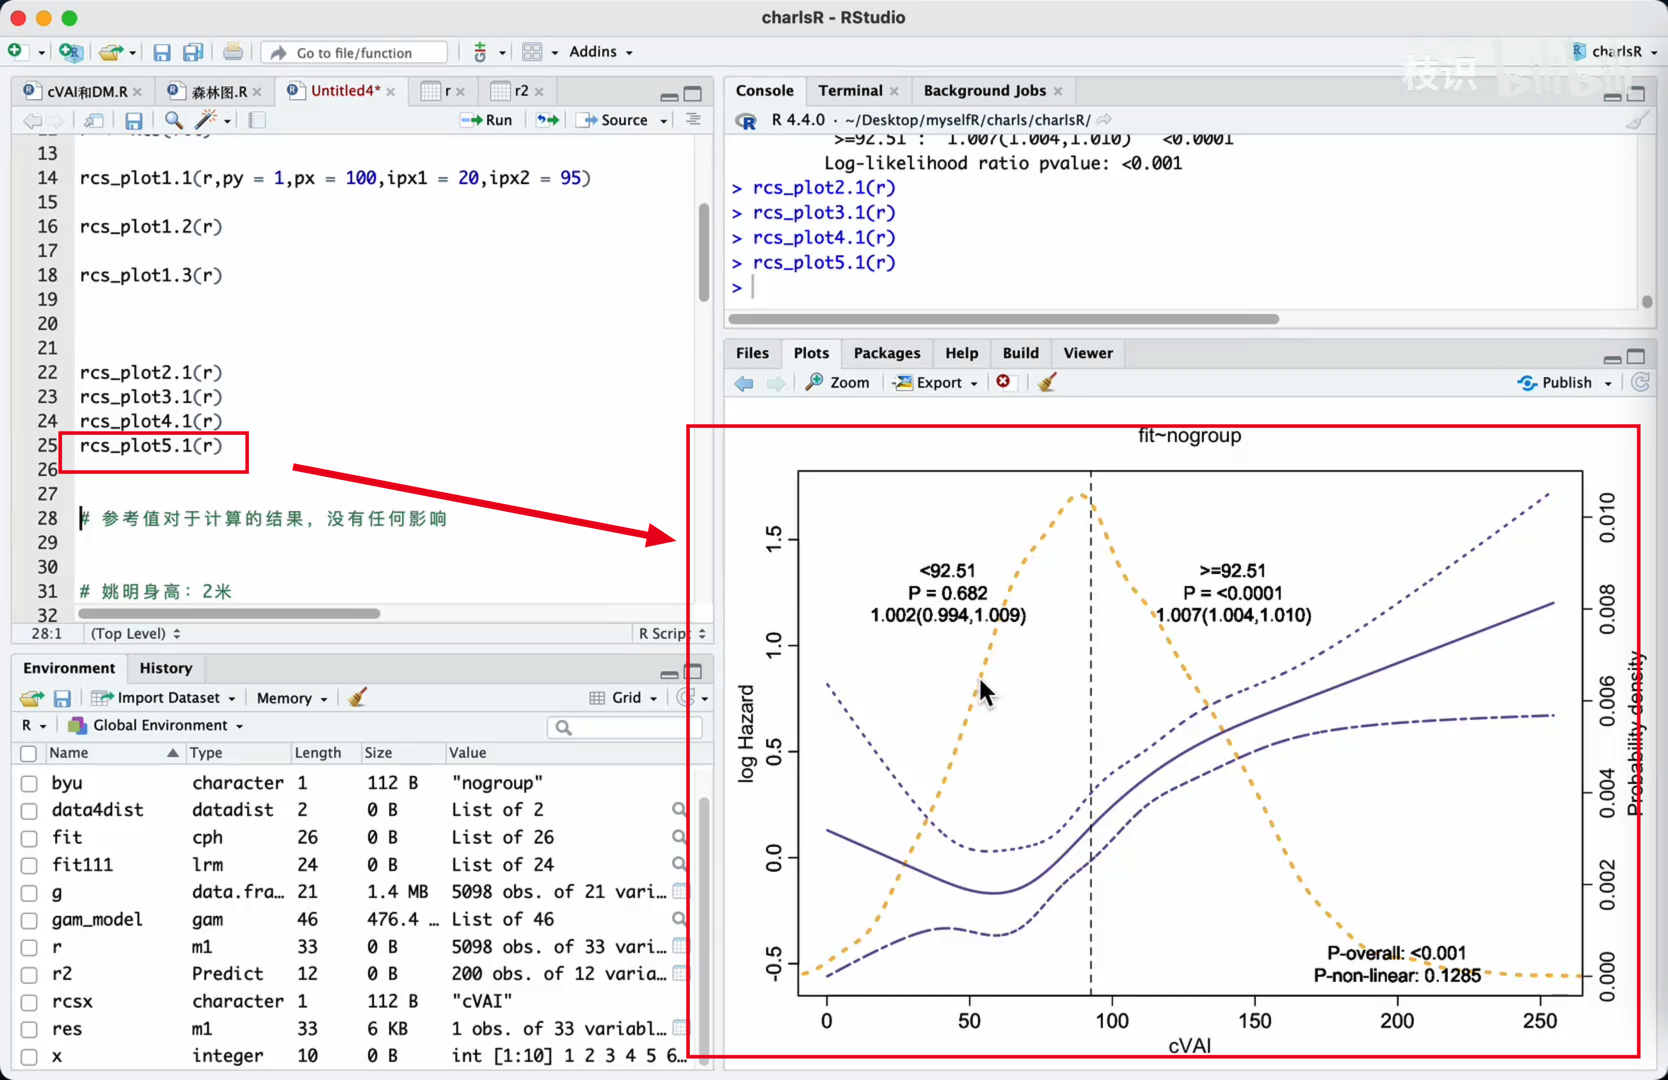 charlsR - RStudio
Go to file/function
Addins
charlsR
枝识
bilibili
cVAI和DM.R
森林图.R
Untitled4*
r
r2
Run
Source
13
14 rcs_plot1.1(r,py = 1,px = 100,ipx1 = 20,ipx2 = 95)
15
16 rcs_plot1.2(r)
17
18 rcs_plot1.3(r)
19
20
21
22 rcs_plot2.1(r)
23 rcs_plot3.1(r)
24 rcs_plot4.1(r)
25 rcs_plot5.1(r)
26
27
28 # 参考值对于计算的结果，没有任何影响
29
30
31 # 姚明身高：2米
32
28:1 (Top Level) R Script
Console Terminal Background Jobs
R 4.4.0 · ~/Desktop/myselfR/charls/charlsR/
>=92.51 : 1.007(1.004,1.010) <0.0001
Log-likelihood ratio pvalue: <0.001
> rcs_plot2.1(r)
> rcs_plot3.1(r)
> rcs_plot4.1(r)
> rcs_plot5.1(r)
>
Environment History
Import Dataset Memory Grid
R Global Environment
Name Type Length Size Value
byu character 1 112 B "nogroup"
data4dist datadist 2 0 B List of 2
fit cph 26 0 B List of 26
fit111 lrm 24 0 B List of 24
g data.fra… 21 1.4 MB 5098 obs. of 21 vari…
gam_model gam 46 476.4 … List of 46
r m1 33 0 B 5098 obs. of 33 vari…
r2 Predict 12 0 B 200 obs. of 12 varia…
rcsx character 1 112 B "cVAI"
res m1 33 6 KB 1 obs. of 33 variabl…
x integer 10 0 B int [1:10] 1 2 3 4 5 6…
Files Plots Packages Help Build Viewer
Zoom Export Publish
fit~nogroup
<92.51
P = 0.682
1.002(0.994,1.009)
>=92.51
P = <0.0001
1.007(1.004,1.010)
P-overall: <0.001
P-non-linear: 0.1285
log Hazard
1.5
1.0
0.5
0.0
-0.5
Probability density
0.010
0.008
0.006
0.004
0.002
0.000
0 50 100 150 200 250
cVAI